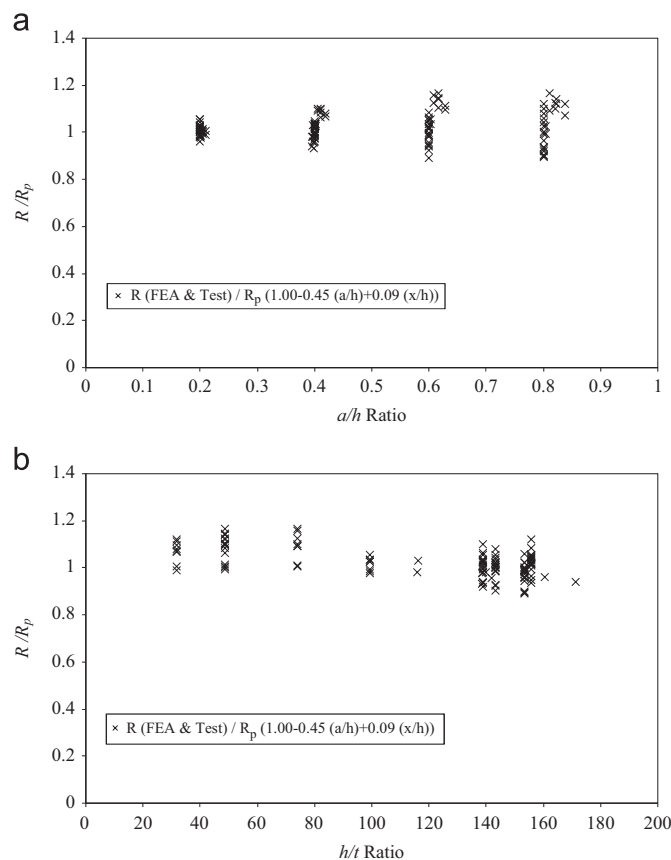 a
1.4
1.2
1
0.8
0.6
0.4
0.2
0
R/Rp
× R (FEA & Test) / Rp (1.00-0.45 (a/h)+0.09 (x/h))
0 0.1 0.2 0.3 0.4 0.5 0.6 0.7 0.8 0.9 1
a/h Ratio
b
1.4
1.2
1
0.8
0.6
0.4
0.2
0
R/Rp
× R (FEA & Test) / Rp (1.00-0.45 (a/h)+0.09 (x/h))
0 20 40 60 80 100 120 140 160 180 200
h/t Ratio